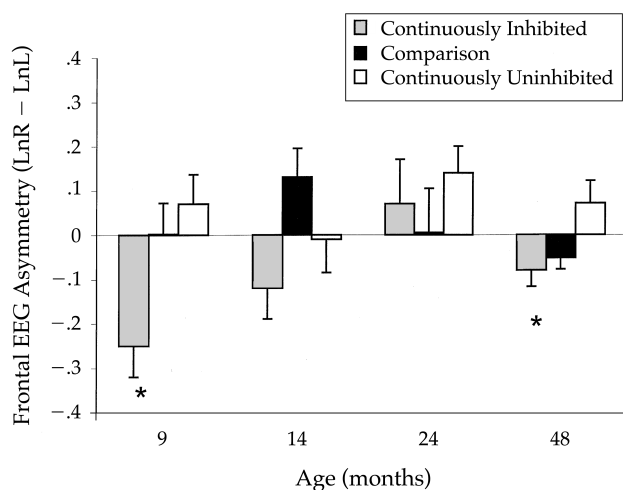 Continuously Inhibited
Comparison
Continuously Uninhibited
Frontal EEG Asymmetry (LnR − LnL)
.4
.3
.2
.1
0
−.1
−.2
−.3
−.4
*
*
9 14 24 48
Age (months)